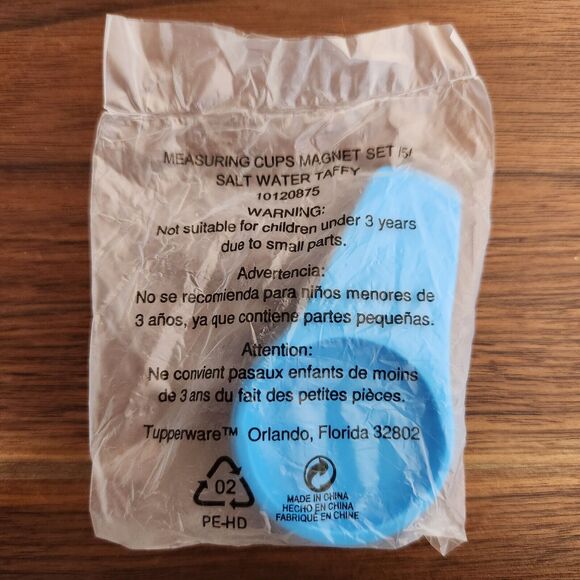 MEASURING CUPS MAGNET SET /5/
SALT WATER TAFFY
10120875
WARNING:
Not suitable for children under 3 years
due to small parts.
Advertencia:
No se recomienda para niños menores de
3 años, ya que contiene partes pequeñas.
Attention:
Ne convient pasaux enfants de moins
de 3 ans du fait des petites pièces.
Tupperware™ Orlando, Florida 32802
02
PE-HD
MADE IN CHINA
HECHO EN CHINA
FABRIQUÉ EN CHINE